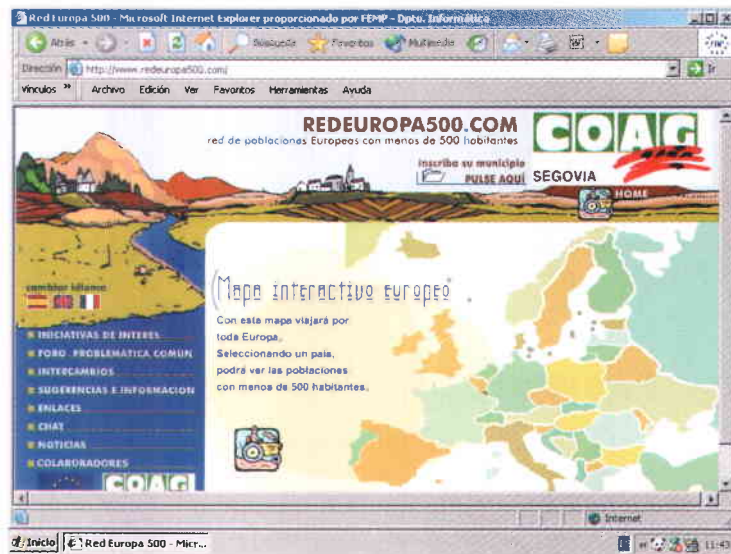 Red Europa 500 - Microsoft Internet Explorer proporcionado por FEMP - Dpto. Informática
Atrás
Búsqueda
Favoritos
Multimedia
Dirección
http://www.redeuropa500.com/
Ir
Vínculos »
Archivo Edición Ver Favoritos Herramientas Ayuda
REDEUROPA500.COM
red de poblaciones Europeas con menos de 500 habitantes
inscriba su municipio
PULSE AQUÍ
COAG
SEGOVIA
HOME
cambiar idioma
Mapa interactivo europeo
Con este mapa viajará por
toda Europa.
Seleccionando un país,
podrá ver las poblaciones
con menos de 500 habitantes.
INICIATIVAS DE INTERES
FORO PROBLEMATICA COMÚN
INTERCAMBIOS
SUGERENCIAS E INFORMACION
ENLACES
CHAT
NOTICIAS
COLABORADORES
COAG
Internet
Inicio
Red Europa 500 - Micr...
11:43